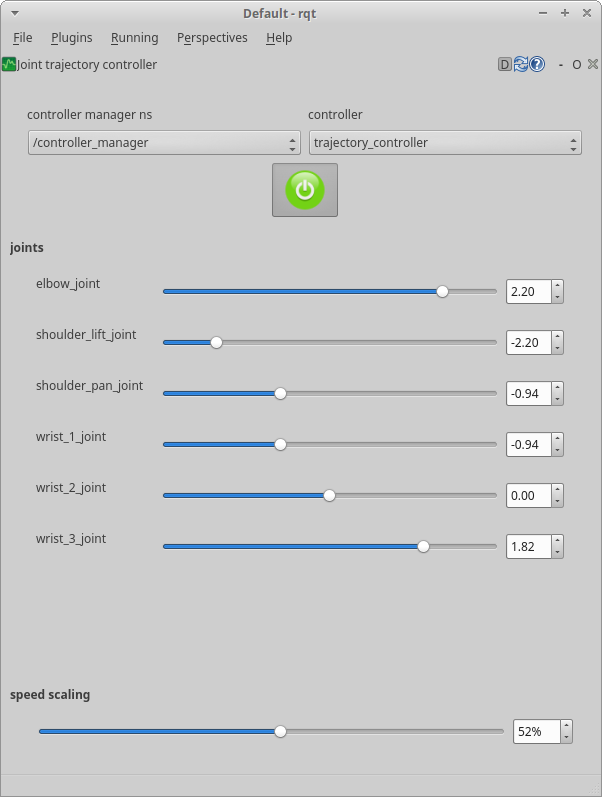 Default - rqt
File Plugins Running Perspectives Help
Joint trajectory controller D - O
controller manager ns controller
/controller_manager trajectory_controller
joints
elbow_joint 2.20
shoulder_lift_joint -2.20
shoulder_pan_joint -0.94
wrist_1_joint -0.94
wrist_2_joint 0.00
wrist_3_joint 1.82
speed scaling
52%